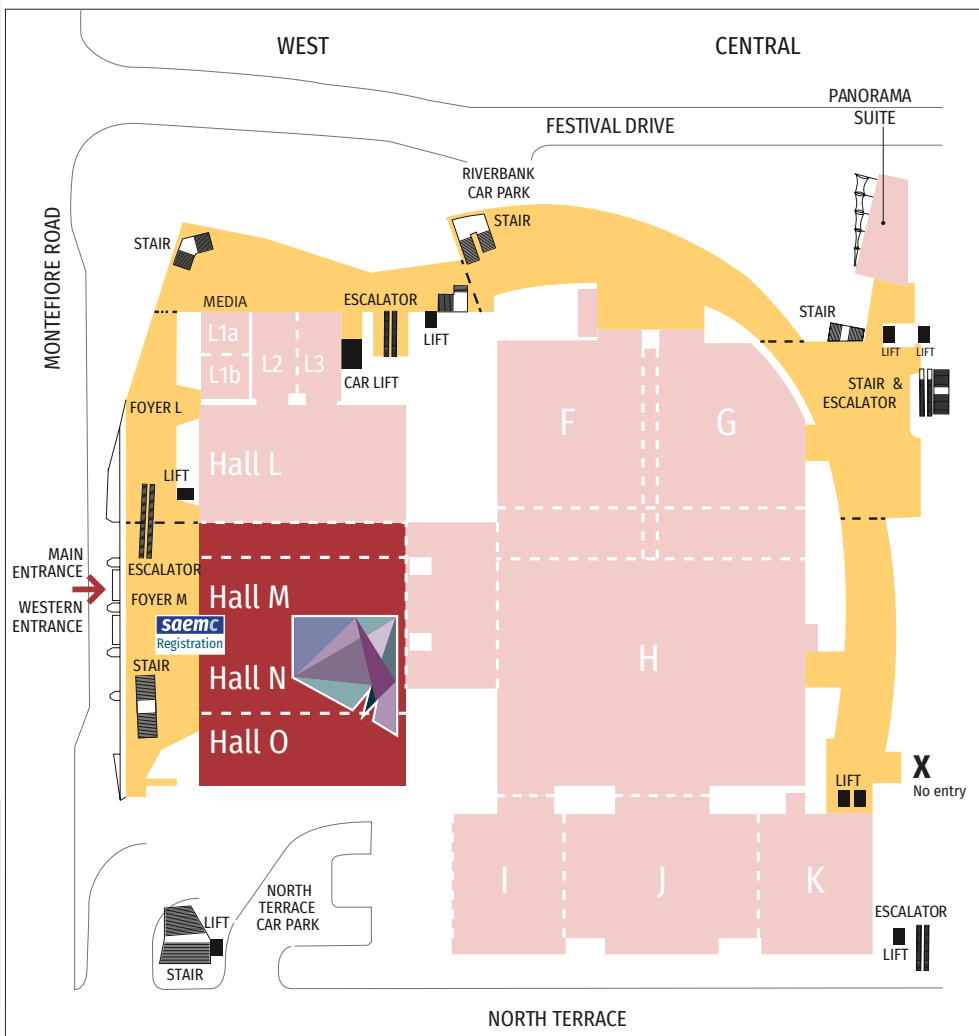 WEST
CENTRAL
PANORAMA
SUITE
FESTIVAL DRIVE
RIVERBANK
CAR PARK
STAIR
MONTEFIORE ROAD
STAIR
MEDIA
ESCALATOR
LIFT
STAIR
LIFT
LIFT
L1a
L1b
L2
L3
CAR LIFT
STAIR &
ESCALATOR
FOYER L
F
G
Hall L
LIFT
MAIN
ENTRANCE
WESTERN
ENTRANCE
ESCALATOR
FOYER M
Hall M
saemc
Registration
H
STAIR
Hall N
Hall O
X
No entry
LIFT
I
J
K
NORTH
TERRACE
CAR PARK
LIFT
STAIR
ESCALATOR
LIFT
NORTH TERRACE